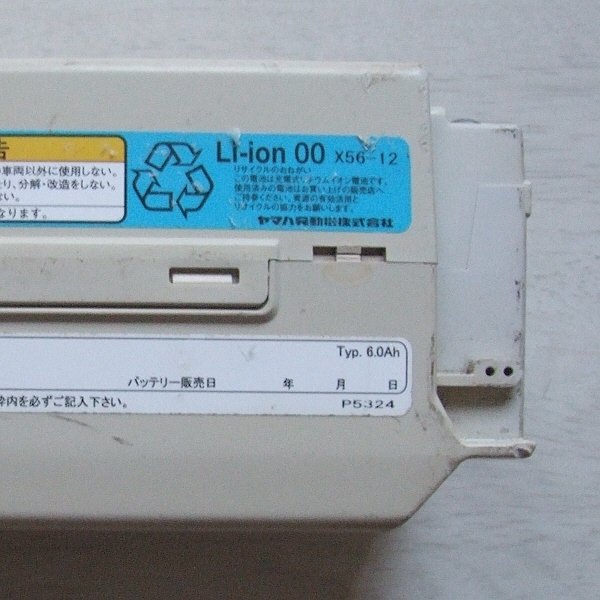 告
車両以外に使用しない。
たり、分解・改造をしない。
ない。
なります。
Li-ion 00 X56-12
リサイクルのおねがい
この電池は充電式リチウムイオン電池です。
使用済みの電池はお買い上げの販売店へ
ご持参ください。資源の有効活用と
リサイクルの協力をお願いします。
ヤマハ発動機株式会社
Typ. 6.0Ah
バッテリー販売日 年 月 日
枠内を必ずご記入下さい。
P5324